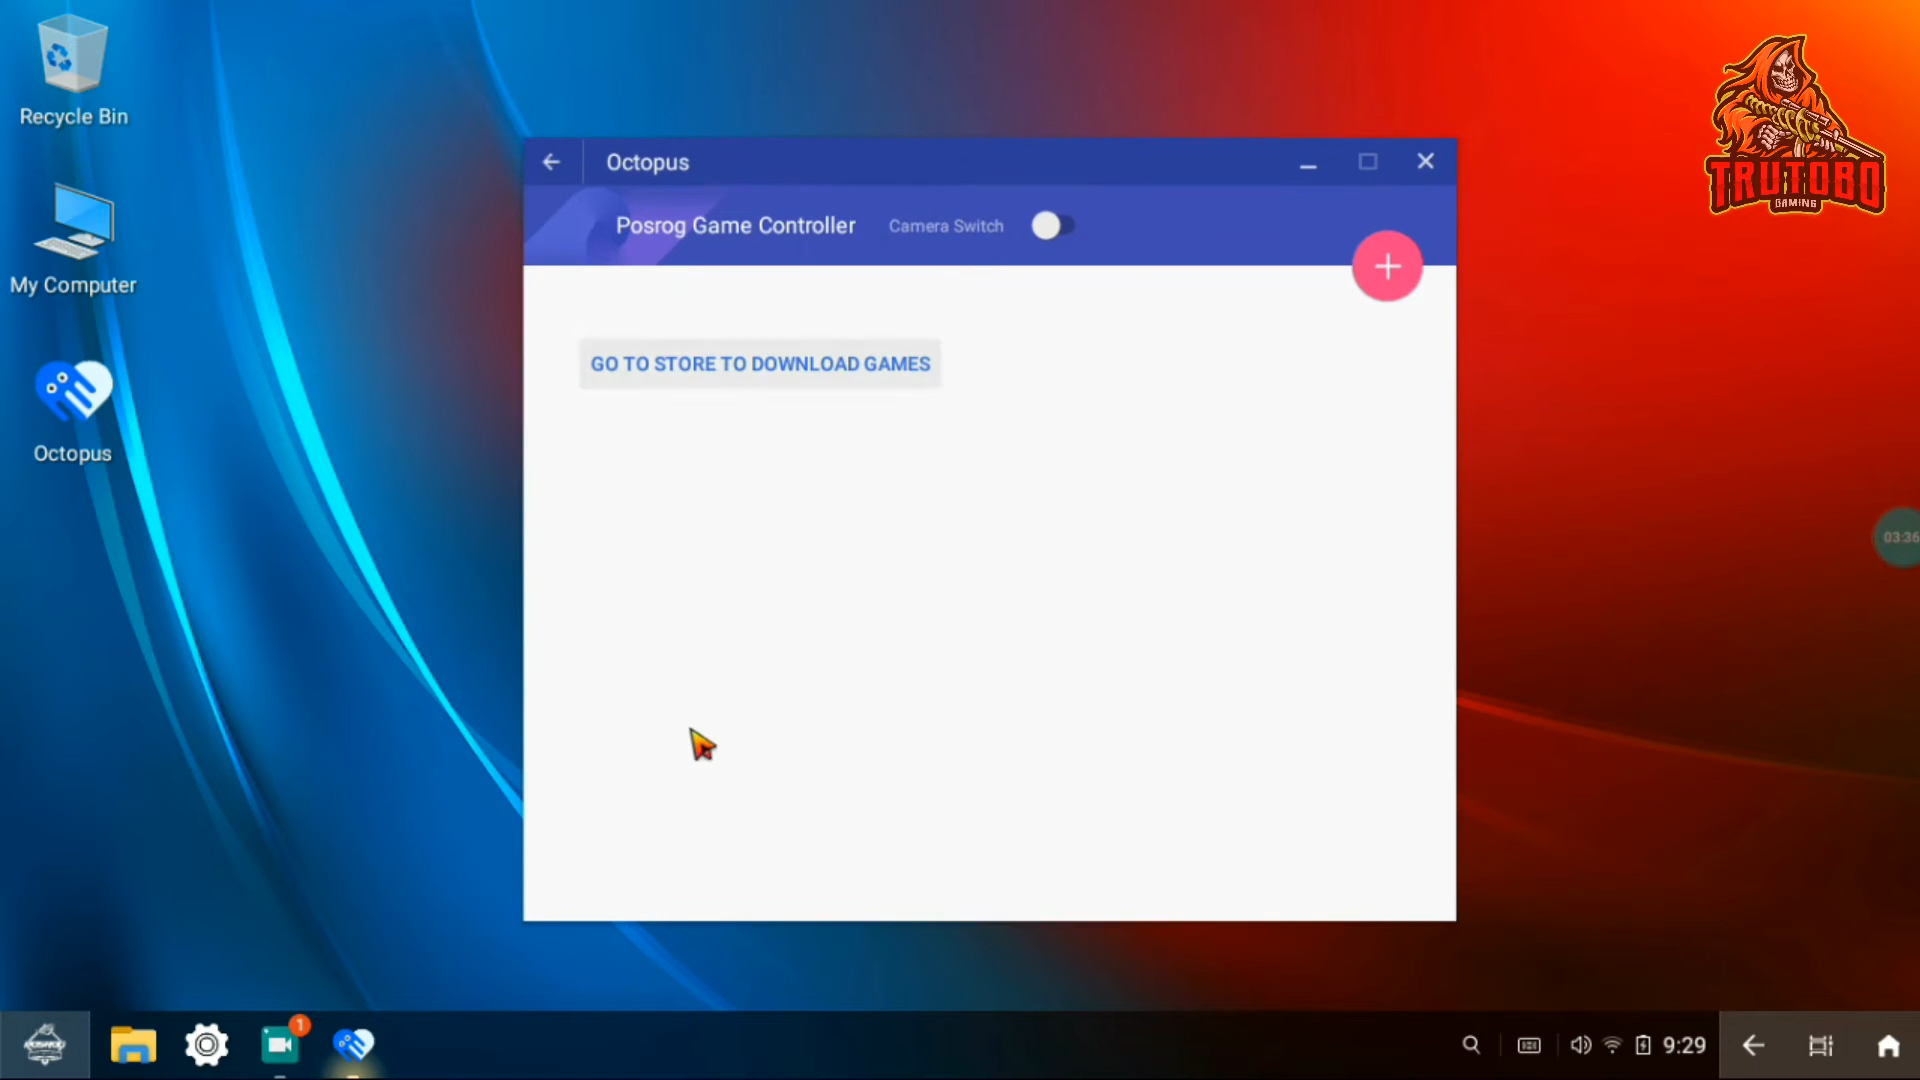 Recycle Bin
My Computer
Octopus
Octopus
Posrog Game Controller
Camera Switch
GO TO STORE TO DOWNLOAD GAMES
TRUTOBO
GAMING
03:36
1
9:29